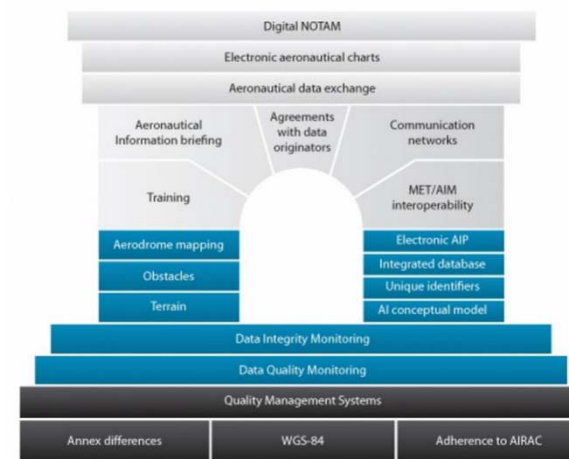 Digital NOTAM
Electronic aeronautical charts
Aeronautical data exchange
Aeronautical
Information briefing
Agreements
with data
originators
Communication
networks
Training
MET/AIM
interoperability
Aerodrome mapping
Obstacles
Terrain
Electronic AIP
Integrated database
Unique identifiers
AI conceptual model
Data Integrity Monitoring
Data Quality Monitoring
Quality Management Systems
Annex differences
WGS-84
Adherence to AIRAC